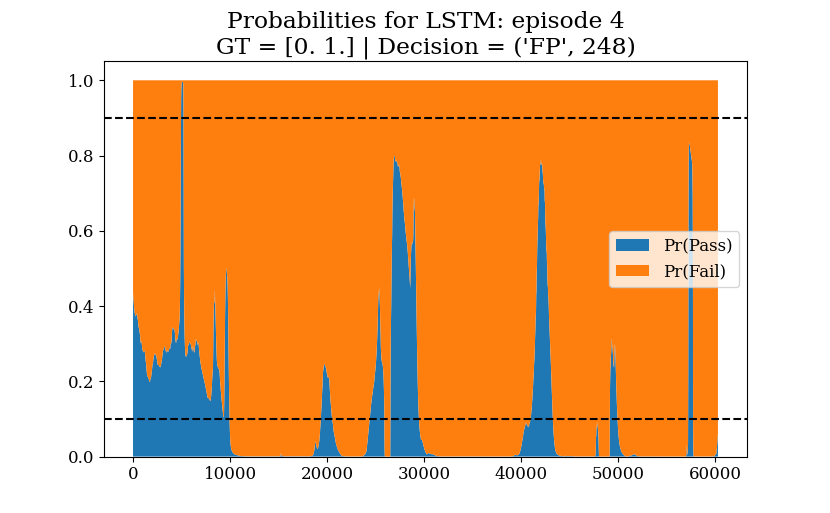 Probabilities for LSTM: episode 4
GT = [0. 1.] | Decision = ('FP', 248)
1.0
0.8
0.6
0.4
0.2
0.0
Pr(Pass)
Pr(Fail)
0 10000 20000 30000 40000 50000 60000